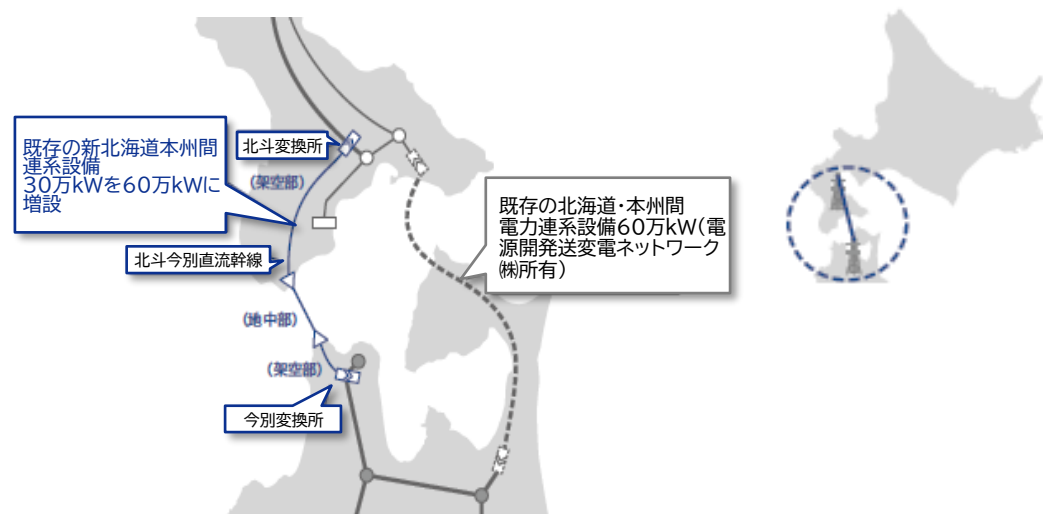 既存の新北海道本州間
連系設備
30万kWを60万kWに
増設
北斗変換所
(架空部)
北斗今別直流幹線
(地中部)
(架空部)
今別変換所
既存の北海道・本州間
電力連系設備60万kW(電
源開発送変電ネットワーク
㈱所有)